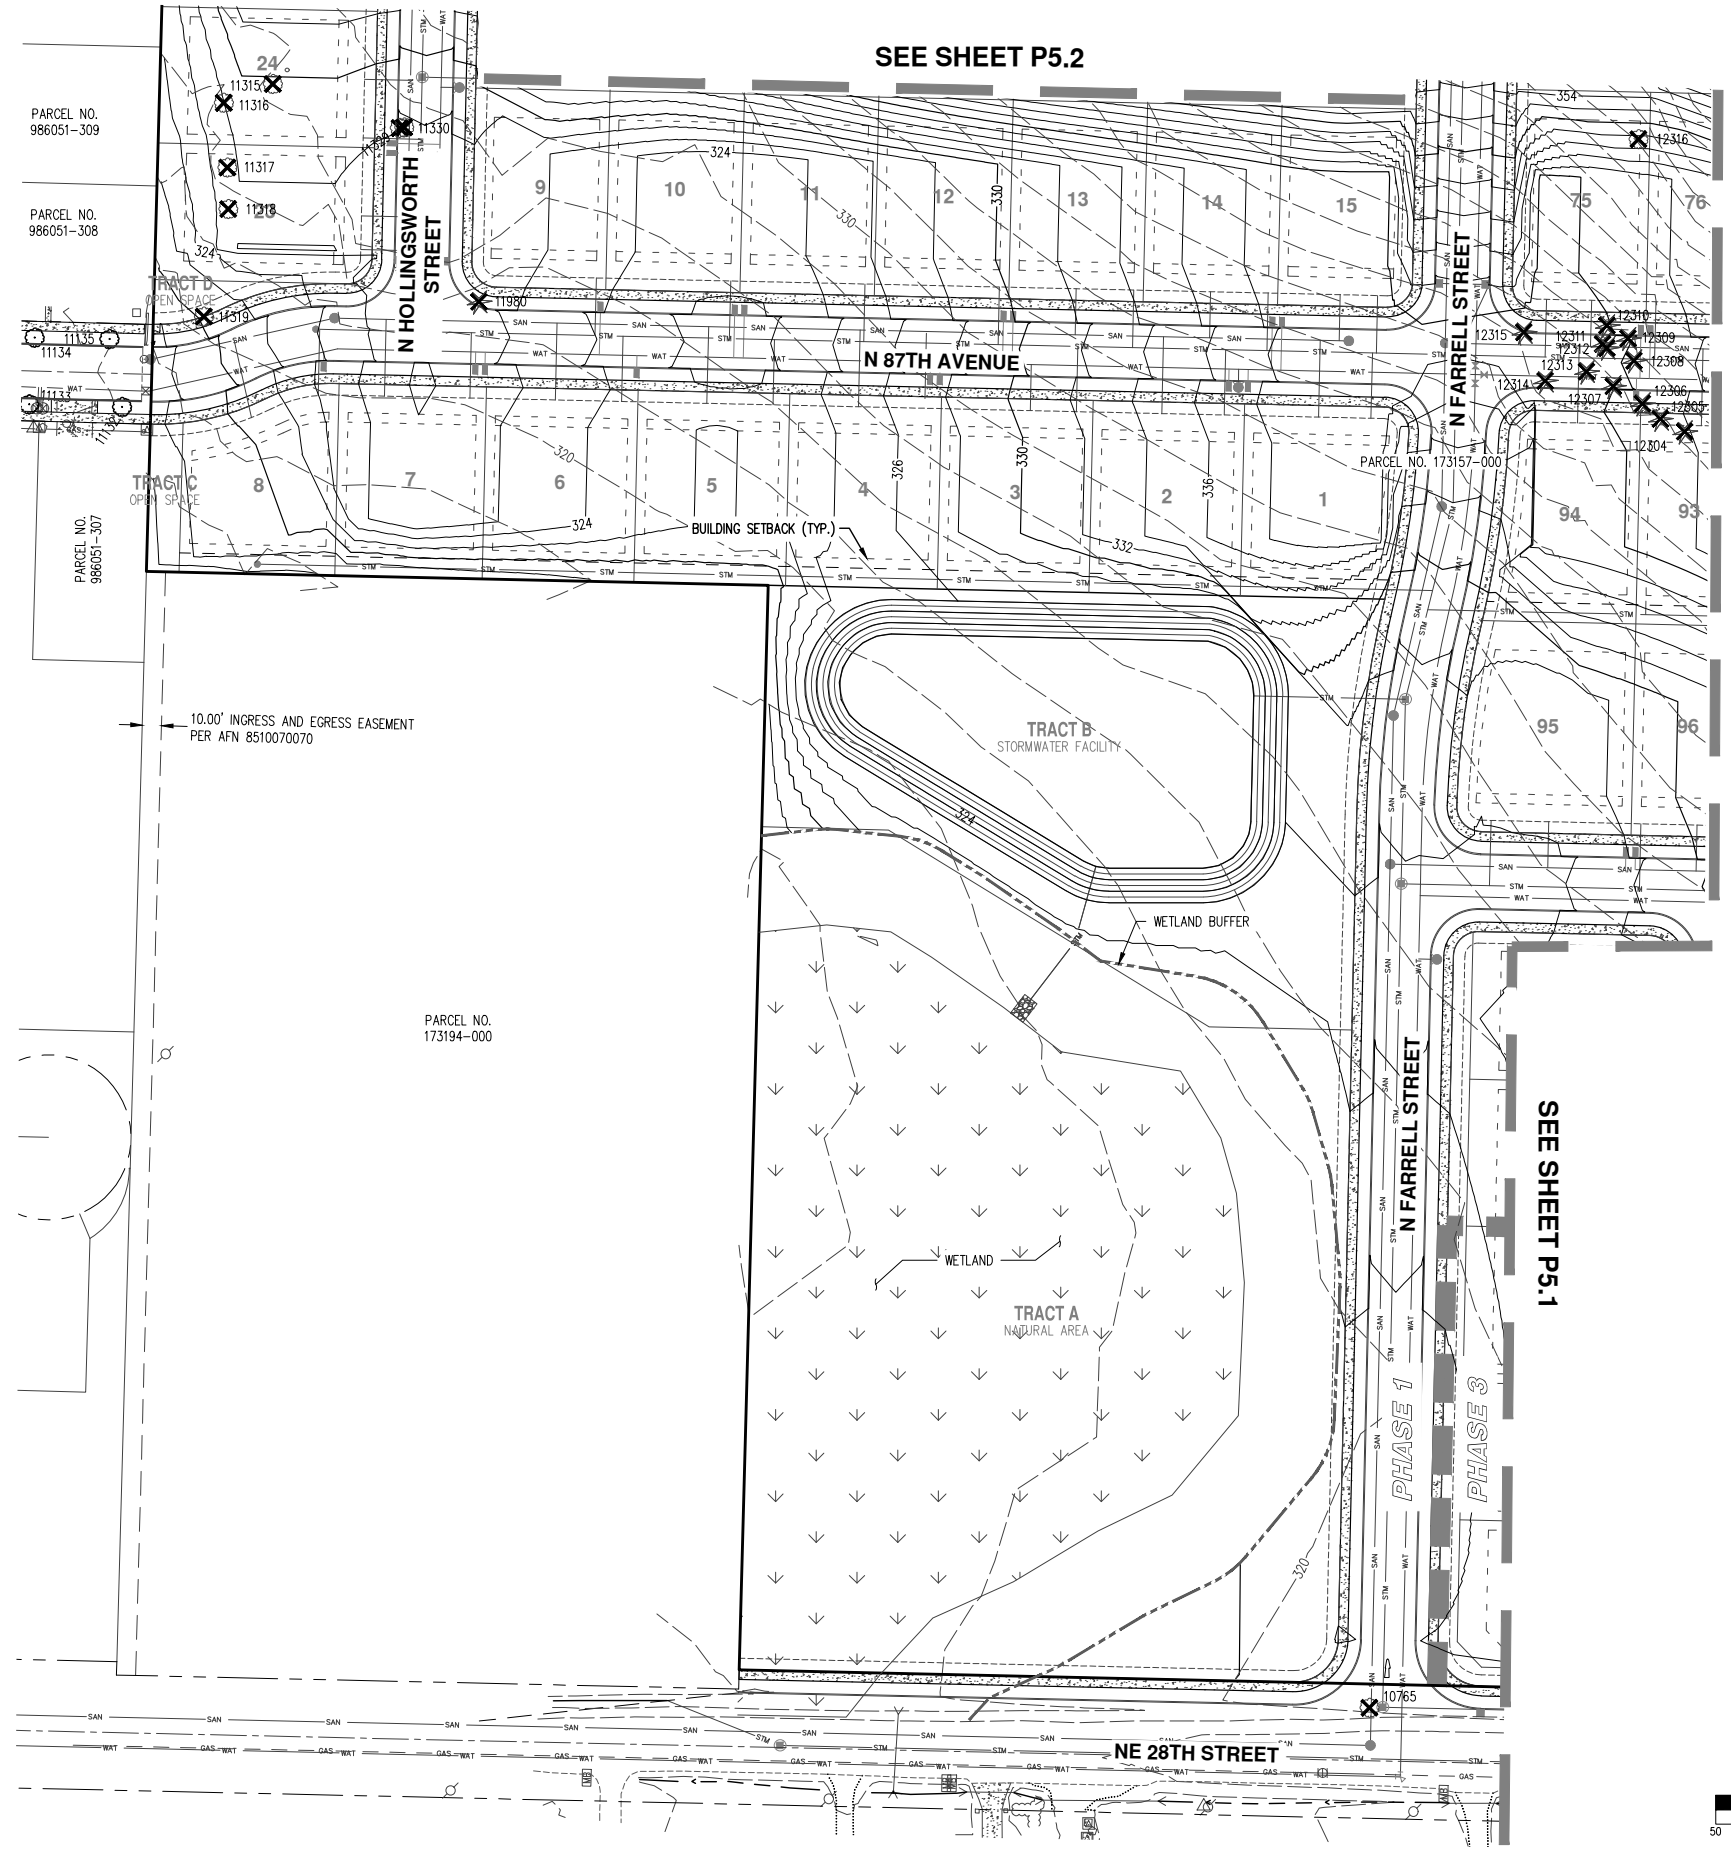 SEE SHEET P5.2
PARCEL NO.
986051-309
PARCEL NO.
986051-308
24
11315
11316
11317
11318
324
11330
N HOLLINGSWORTH
STREET
9
10
11
12
13
14
15
324
330
330
354
12316
75
76
N FARRELL STREET
TRACT D
OPEN SPACE
11319
11980
11135
11134
11133
N 87TH AVENUE
12310
12311
12309
12312
12308
12313
12315
12314
12306
12307
12305
12304
PARCEL NO. 173157-000
TRACT C
OPEN SPACE
8
7
6
5
4
3
2
1
94
93
320
324
326
330
336
332
BUILDING SETBACK (TYP.)
PARCEL NO.
986051-307
10.00' INGRESS AND EGRESS EASEMENT
PER AFN 8510070070
TRACT B
STORMWATER FACILITY
324
95
96
WETLAND BUFFER
PARCEL NO.
173194-000
N FARRELL STREET
SEE SHEET P5.1
WETLAND
TRACT A
NATURAL AREA
PHASE 1
PHASE 3
320
10765
NE 28TH STREET
SAN
STM
WAT
GAS
50